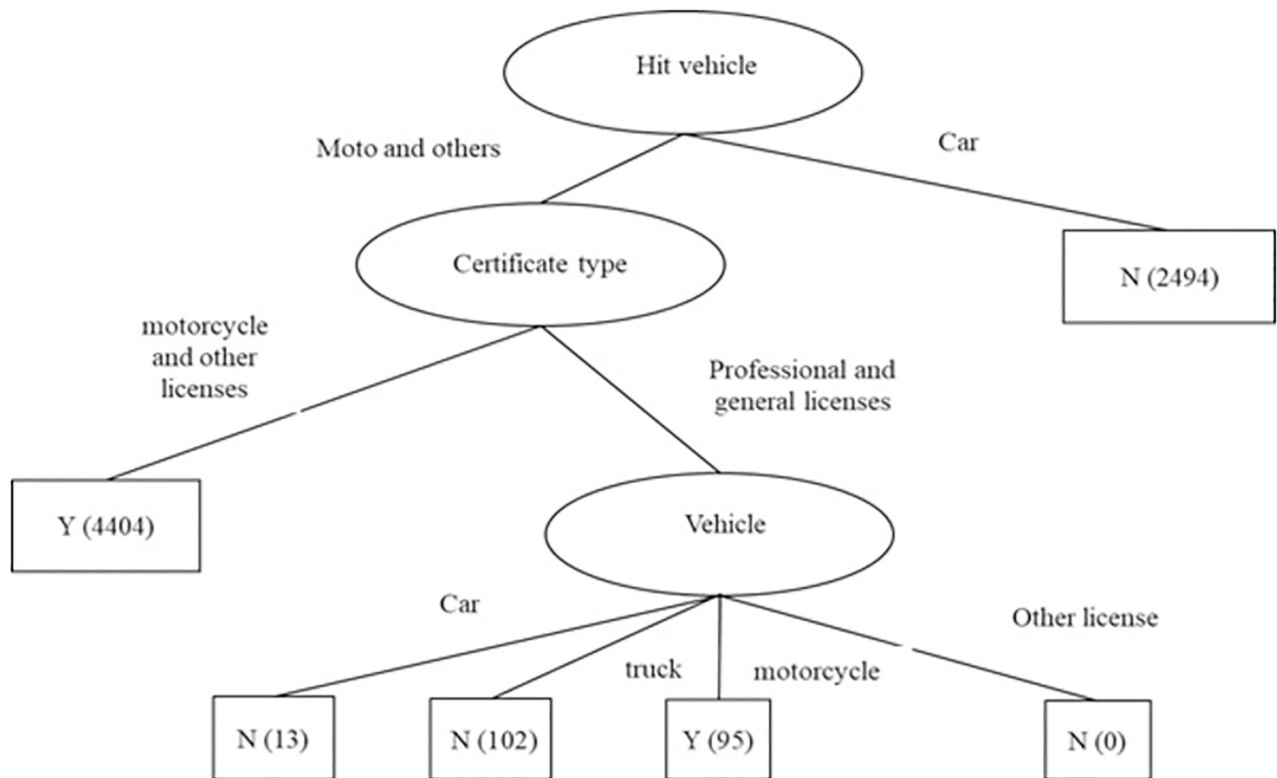 Hit vehicle
Moto and others
Car
Certificate type
N (2494)
motorcycle
and other
licenses
Professional and
general licenses
Y (4404)
Vehicle
Car
Other license
truck
motorcycle
N (13)
N (102)
Y (95)
N (0)